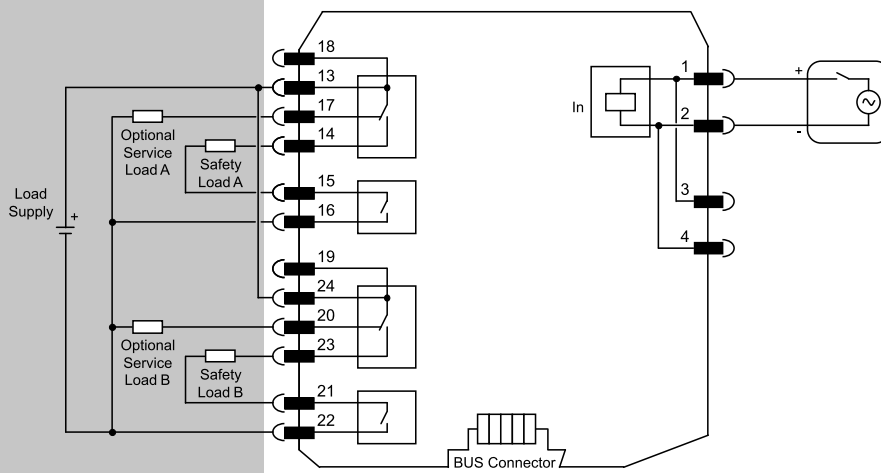 18
13
17
Optional
Service
Load A
14
Safety
Load A
15
16
Load
Supply
+
19
24
20
Optional
Service
Load B
23
Safety
Load B
21
22
In
1
2
3
4
+
-
BUS Connector